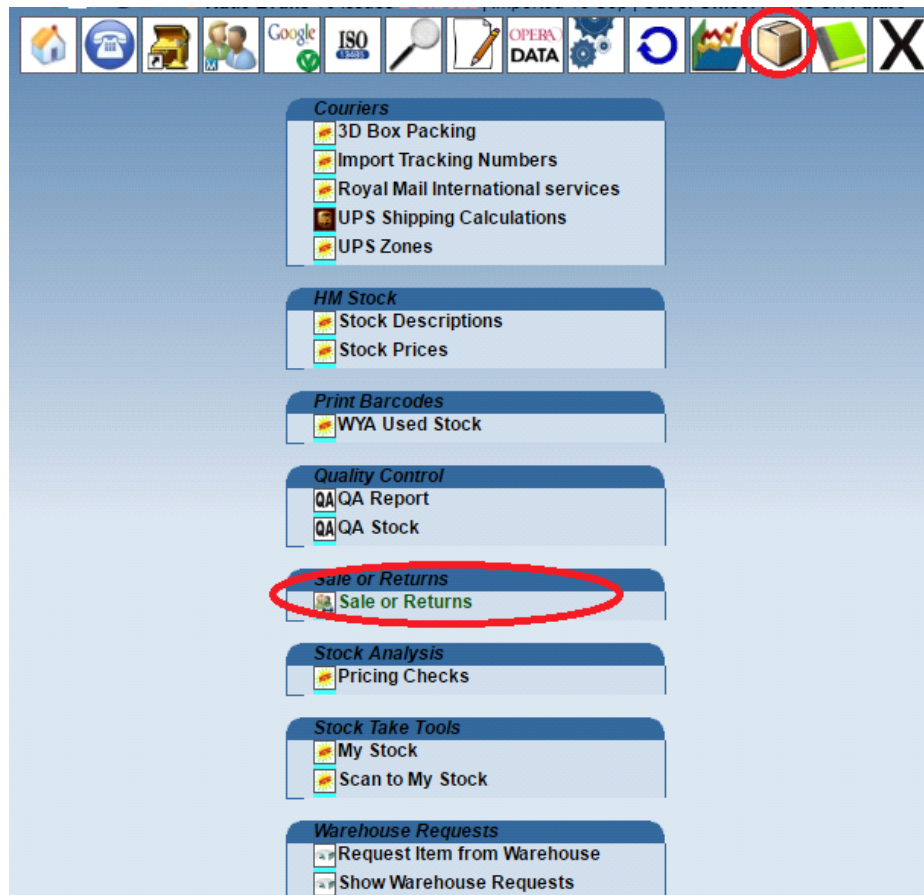 Google ISO OPERA
13485 DATA
M
X
Couriers
3D Box Packing
Import Tracking Numbers
Royal Mail International services
UPS Shipping Calculations
UPS Zones
HM Stock
Stock Descriptions
Stock Prices
Print Barcodes
WYA Used Stock
Quality Control
QA QA Report
QA QA Stock
Sale or Returns
Sale or Returns
Stock Analysis
Pricing Checks
Stock Take Tools
My Stock
Scan to My Stock
Warehouse Requests
Request Item from Warehouse
Show Warehouse Requests